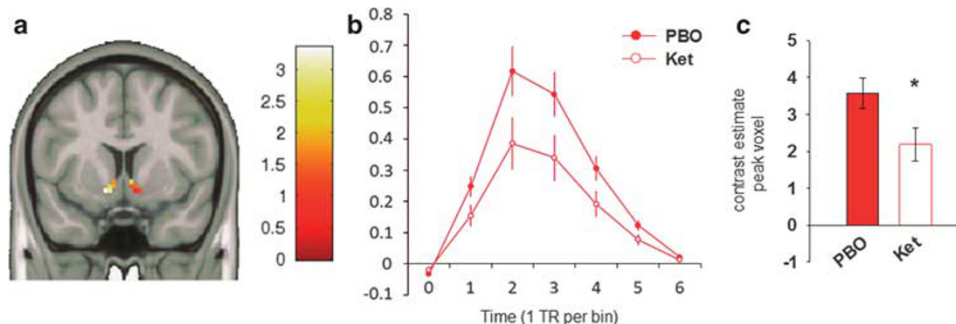 a
3
2.5
2
1.5
1
0.5
0
b
0.8
0.7
0.6
0.5
0.4
0.3
0.2
0.1
0
-0.1
PBO
Ket
0 1 2 3 4 5 6
Time (1 TR per bin)
c
contrast estimate
peak voxel
5
4
3
2
1
0
-1
*
PBO
Ket